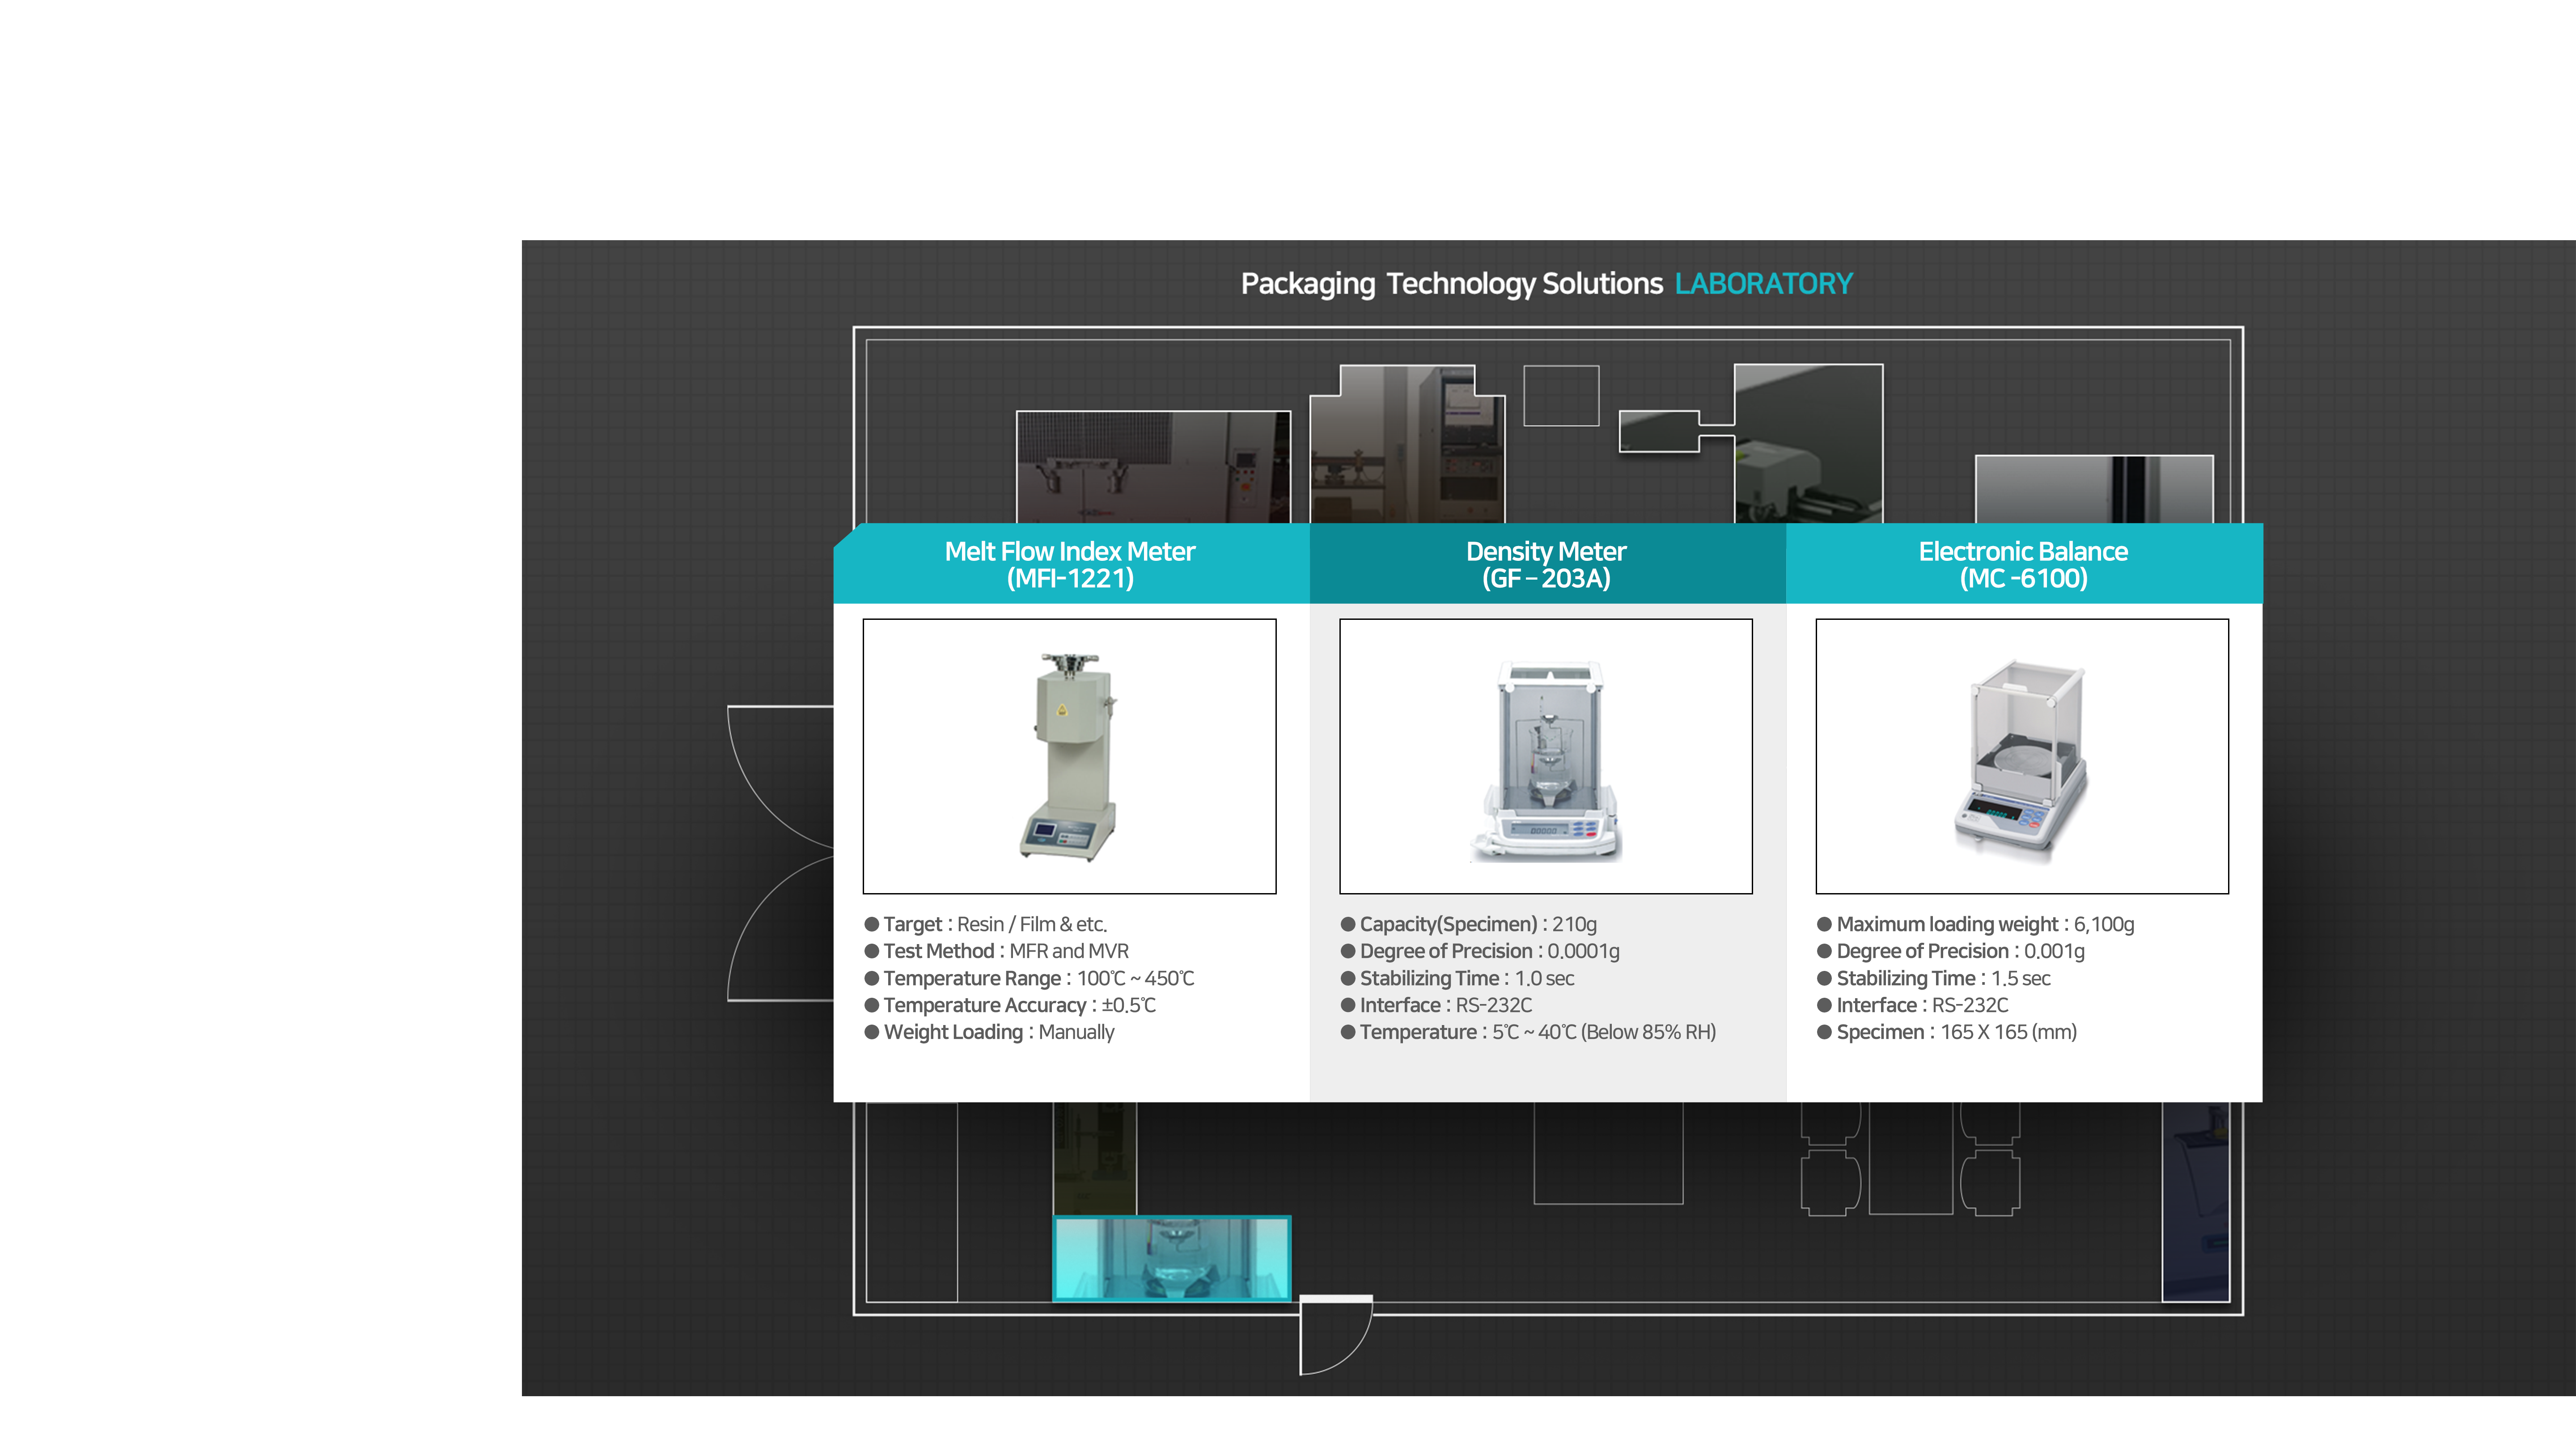 Packaging Technology Solutions LABORATORY
Melt Flow Index Meter
(MFI-1221)
Density Meter
(GF – 203A)
Electronic Balance
(MC -6100)
● Target : Resin / Film & etc.
● Test Method : MFR and MVR
● Temperature Range : 100℃ ~ 450℃
● Temperature Accuracy : ±0.5℃
● Weight Loading : Manually
● Capacity(Specimen) : 210g
● Degree of Precision : 0.0001g
● Stabilizing Time : 1.0 sec
● Interface : RS-232C
● Temperature : 5℃ ~ 40℃ (Below 85% RH)
● Maximum loading weight : 6,100g
● Degree of Precision : 0.001g
● Stabilizing Time : 1.5 sec
● Interface : RS-232C
● Specimen : 165 X 165 (mm)